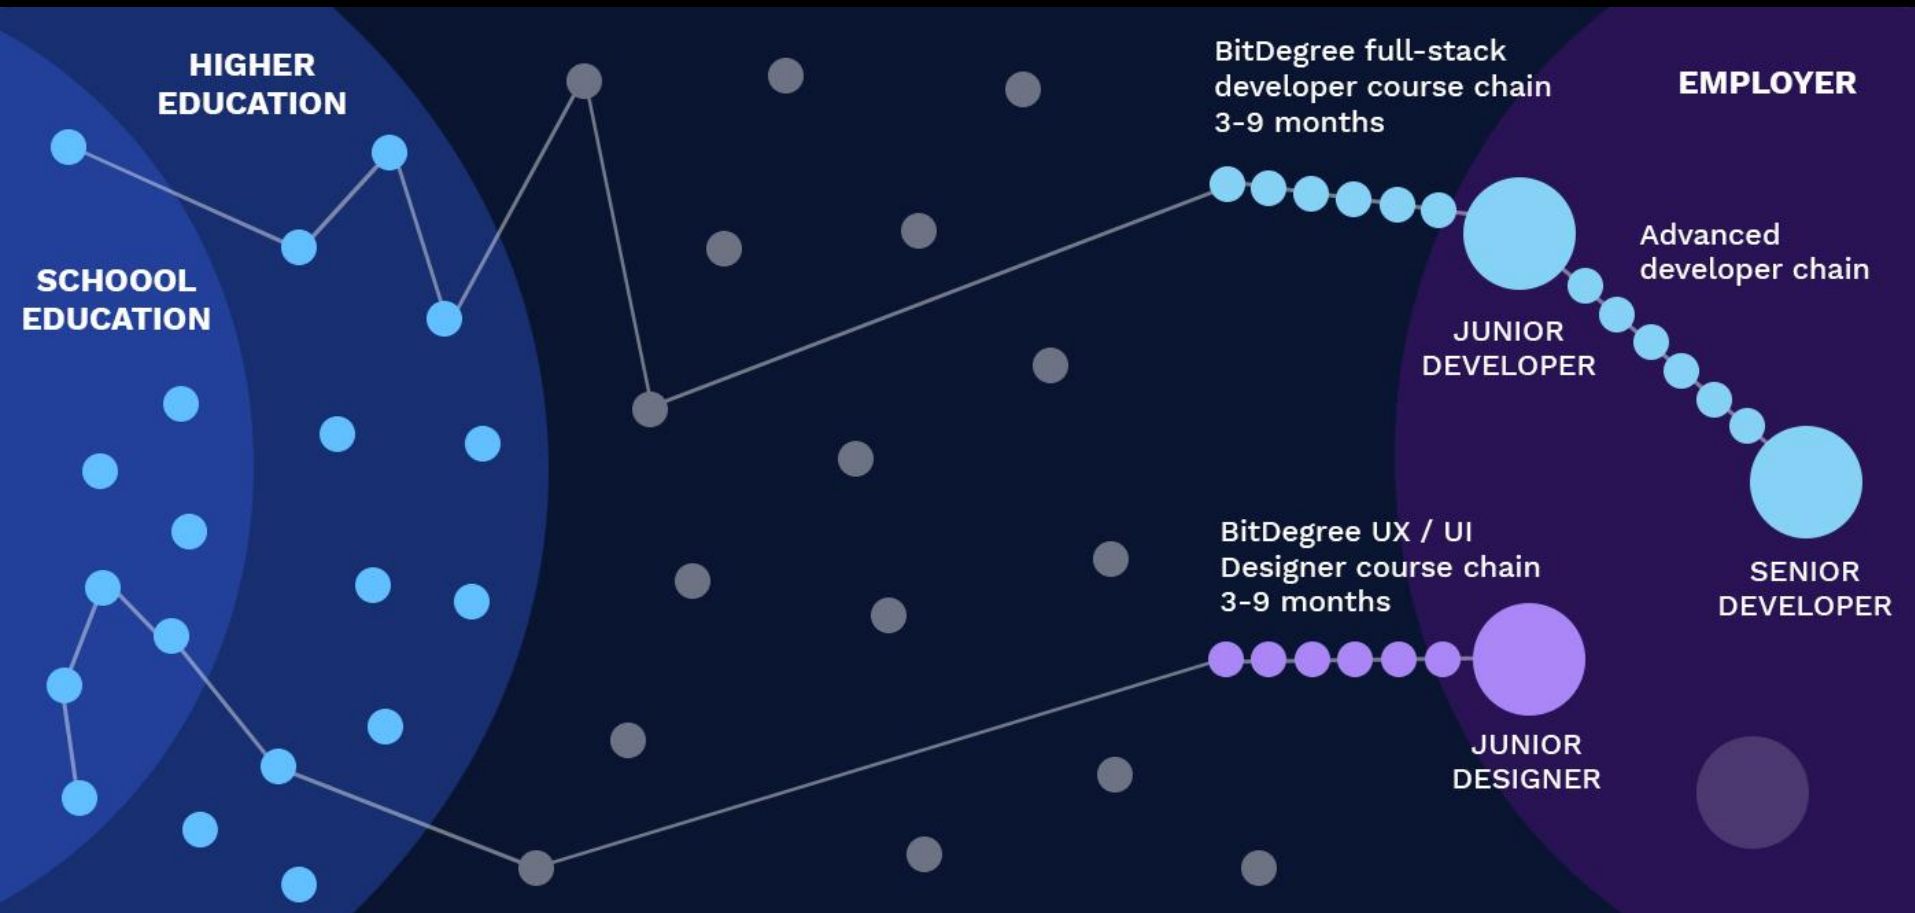 HIGHER
EDUCATION
SCHOOOL
EDUCATION
BitDegree full-stack
developer course chain
3-9 months
EMPLOYER
Advanced
developer chain
JUNIOR
DEVELOPER
BitDegree UX / UI
Designer course chain
3-9 months
SENIOR
DEVELOPER
JUNIOR
DESIGNER